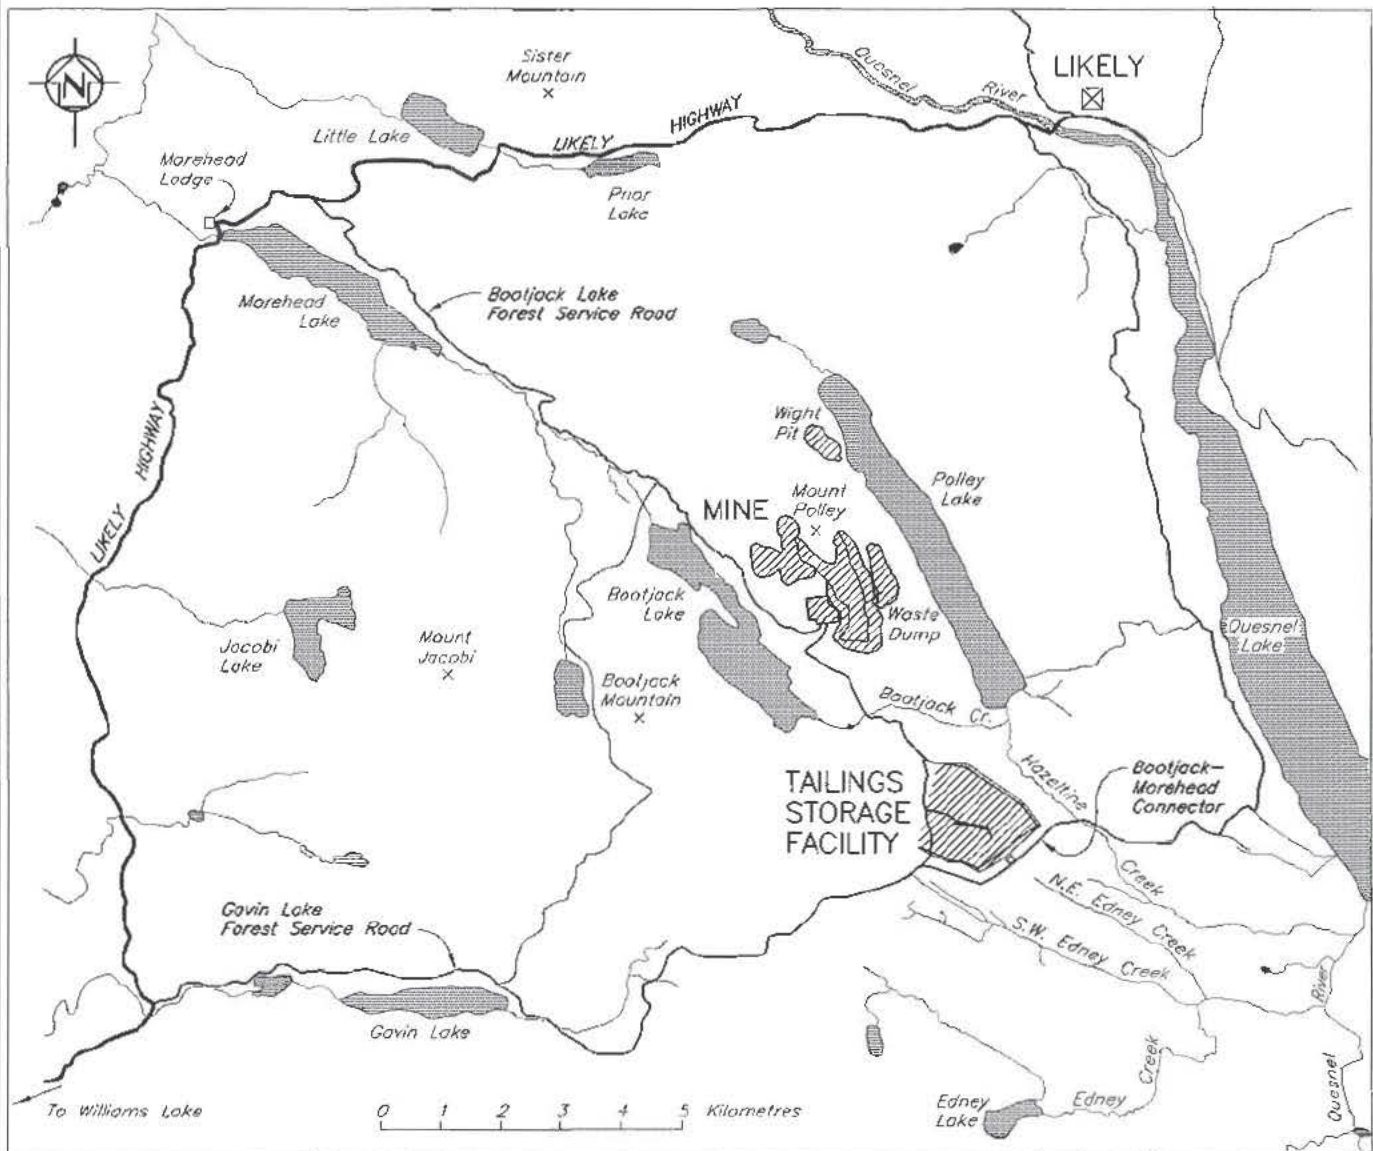 N
Sister
Mountain
LIKELY
Quesnel
River
Little Lake
LIKELY
HIGHWAY
Morehead
Lodge
Prior
Lake
Morehead
Lake
Bootjack Lake
Forest Service Road
Wight
Pit
Polley
Lake
MINE
Mount
Polley
LIKELY
HIGHWAY
Bootjack
Lake
Waste
Dump
Quesnel
Lake
Jacobi
Lake
Mount
Jacobi
Bootjack
Mountain
Bootjack Cr.
Hazeltine
Creek
Bootjack-
Morehead
Connector
TAILINGS
STORAGE
FACILITY
N.E. Edney Creek
S.W. Edney Creek
Gavin Lake
Forest Service Road
Gavin Lake
Quesnel
River
Edney
Lake
Edney
Creek
To Williams Lake
0 1 2 3 4 5 Kilometres